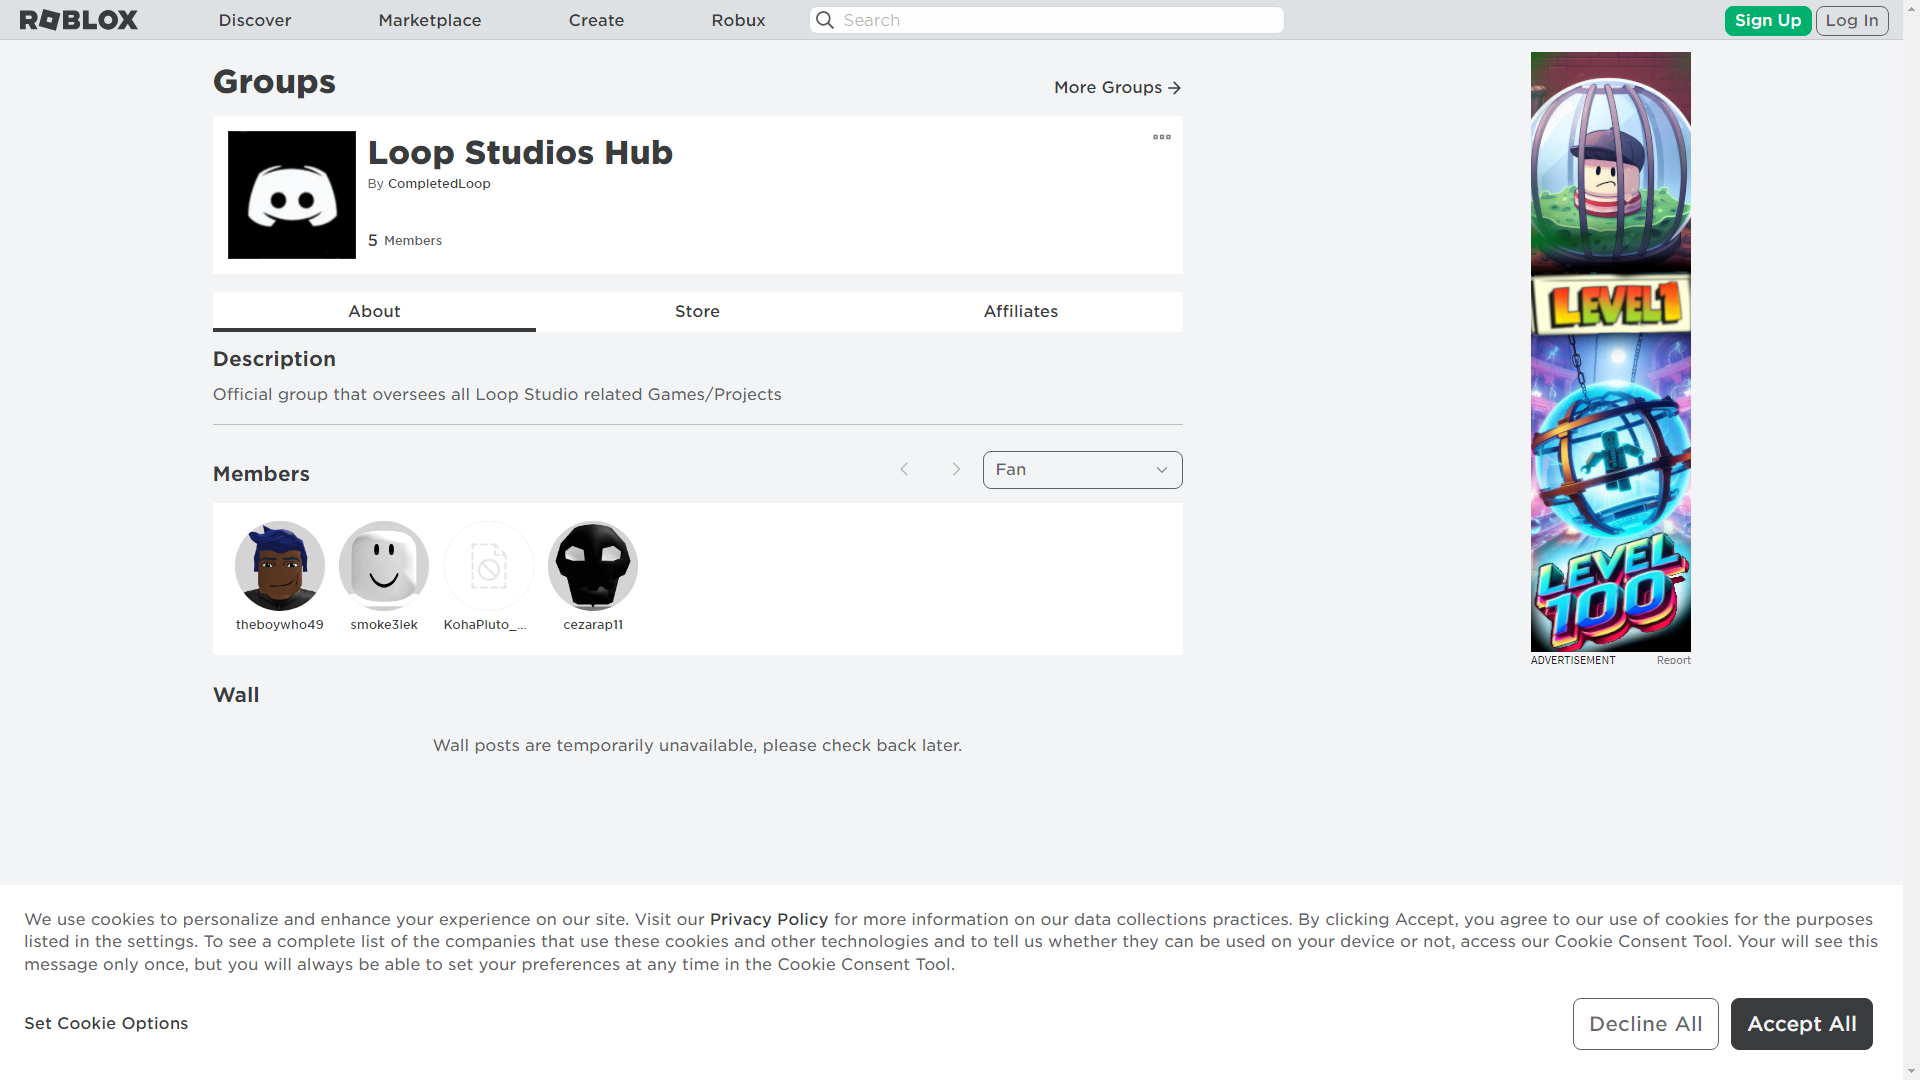 ROBLOX
Discover
Marketplace
Create
Robux
Search
Sign Up
Log In
Groups
More Groups
Loop Studios Hub
By CompletedLoop
5 Members
About
Store
Affiliates
Description
Official group that oversees all Loop Studio related Games/Projects
Members
Fan
theboywho49
smoke3lek
KohaPluto_...
cezarap11
Wall
Wall posts are temporarily unavailable, please check back later.
LEVEL1
LEVEL
100
ADVERTISEMENT
Report
We use cookies to personalize and enhance your experience on our site. Visit our Privacy Policy for more information on our data collections practices. By clicking Accept, you agree to our use of cookies for the purposes
listed in the settings. To see a complete list of the companies that use these cookies and other technologies and to tell us whether they can be used on your device or not, access our Cookie Consent Tool. Your will see this
message only once, but you will always be able to set your preferences at any time in the Cookie Consent Tool.
Set Cookie Options
Decline All
Accept All